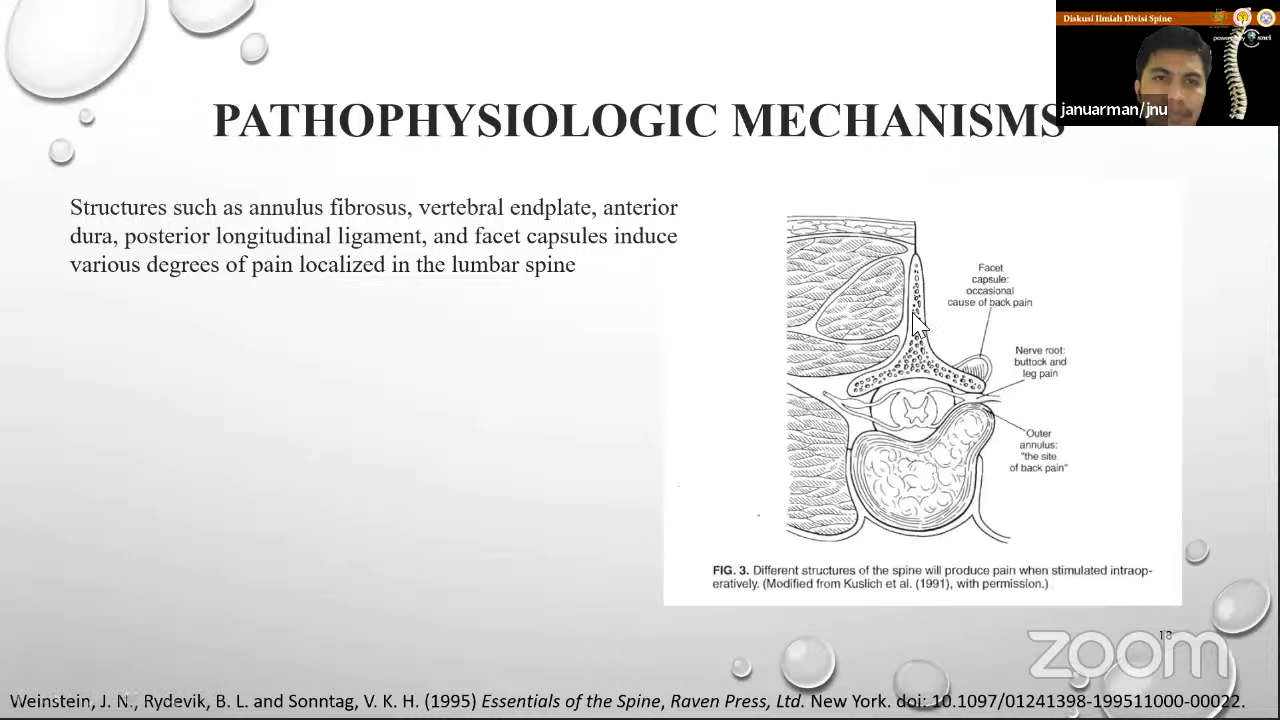 Diskusi Ilmiah Divisi Spine
powered by
januarman/jnu
PATHOPHYSIOLOGIC MECHANISMS
Structures such as annulus fibrosus, vertebral endplate, anterior
dura, posterior longitudinal ligament, and facet capsules induce
various degrees of pain localized in the lumbar spine
Facet
capsule:
occasional
cause of back pain
Nerve root:
buttock and
leg pain
Outer
annulus:
"the site
of back pain"
FIG. 3. Different structures of the spine will produce pain when stimulated intraop-
eratively. (Modified from Kuslich et al. (1991), with permission.)
18
zoom
Weinstein, J. N., Rydevik, B. L. and Sonntag, V. K. H. (1995) Essentials of the Spine, Raven Press, Ltd. New York. doi: 10.1097/01241398-199511000-00022.